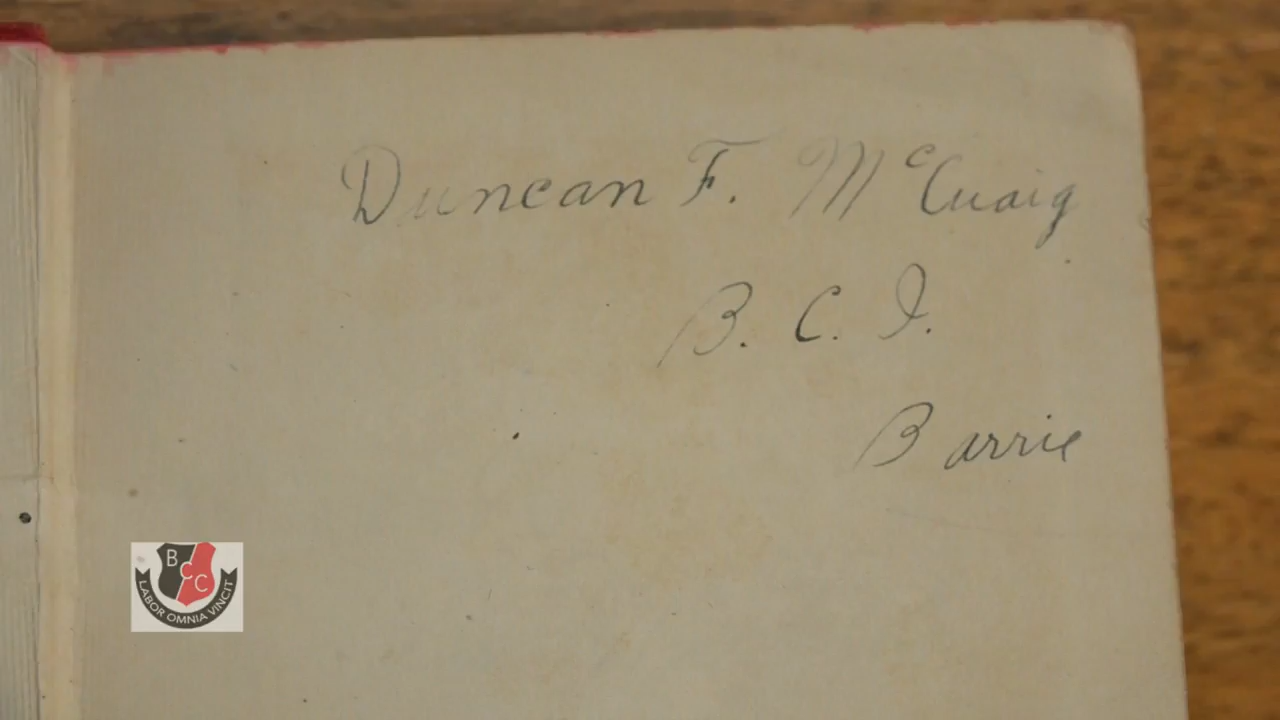 Duncan F. McCuaig
B. C. I.
Barrie
BCC
LABOR OMNIA VINCIT